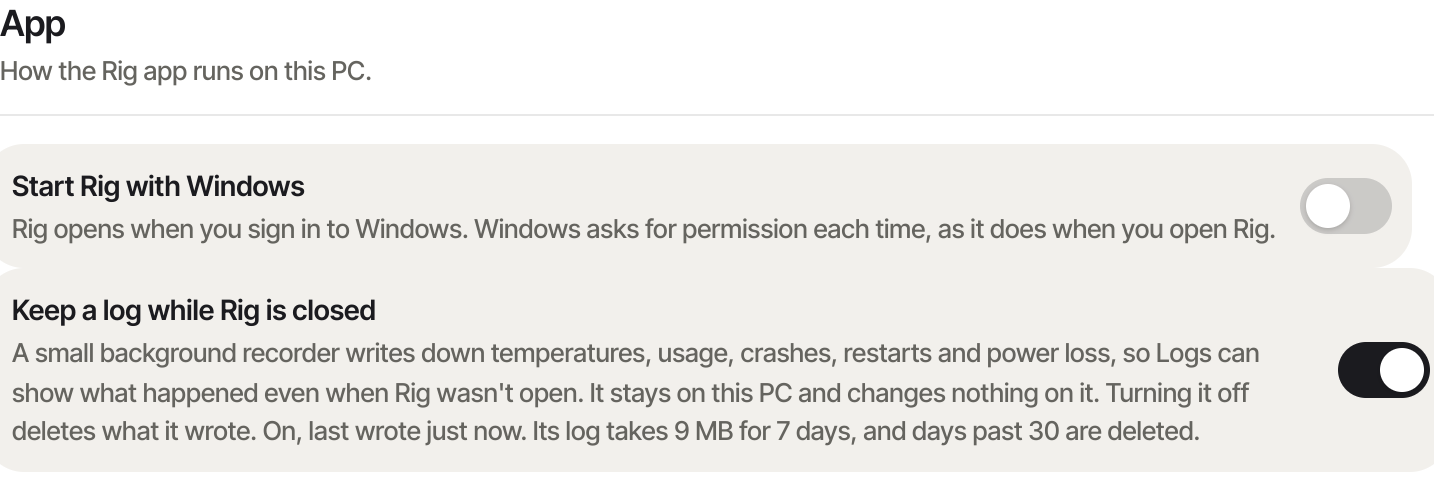 App
How the Rig app runs on this PC.
Start Rig with Windows
Rig opens when you sign in to Windows. Windows asks for permission each time, as it does when you open Rig.
Keep a log while Rig is closed
A small background recorder writes down temperatures, usage, crashes, restarts and power loss, so Logs can
show what happened even when Rig wasn't open. It stays on this PC and changes nothing on it. Turning it off
deletes what it wrote. On, last wrote just now. Its log takes 9 MB for 7 days, and days past 30 are deleted.